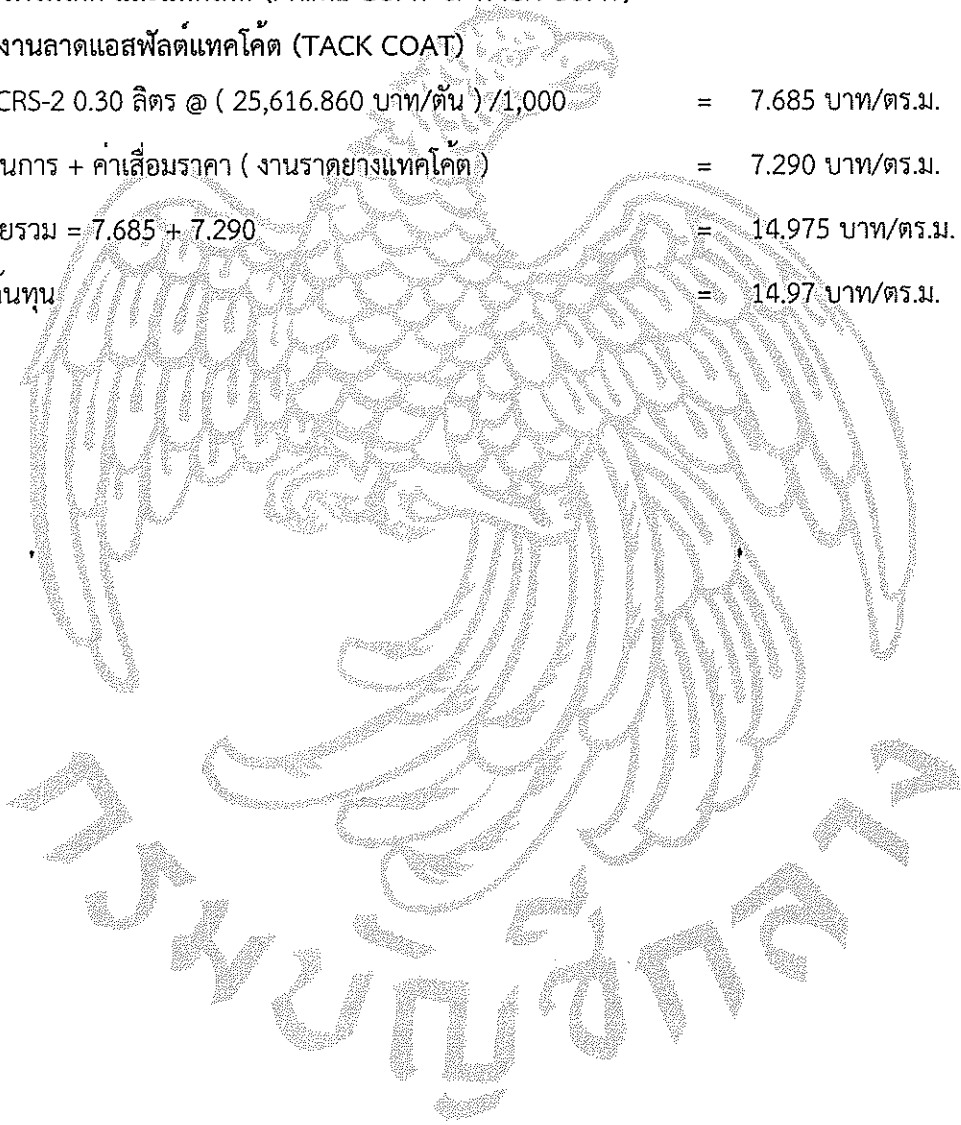 งานลาดแอสฟัลต์แทคโค้ต (TACK COAT)
CRS-2 0.30 ลิตร @ ( 25,616.860 บาท/ตัน ) /1,000 = 7.685 บาท/ตร.ม.
นการ + ค่าเสื่อมราคา ( งานราดยางแทคโค้ต ) = 7.290 บาท/ตร.ม.
ยรวม = 7.685 + 7.290 = 14.975 บาท/ตร.ม.
นทุน = 14.97 บาท/ตร.ม.
กรมบัญชีกลาง